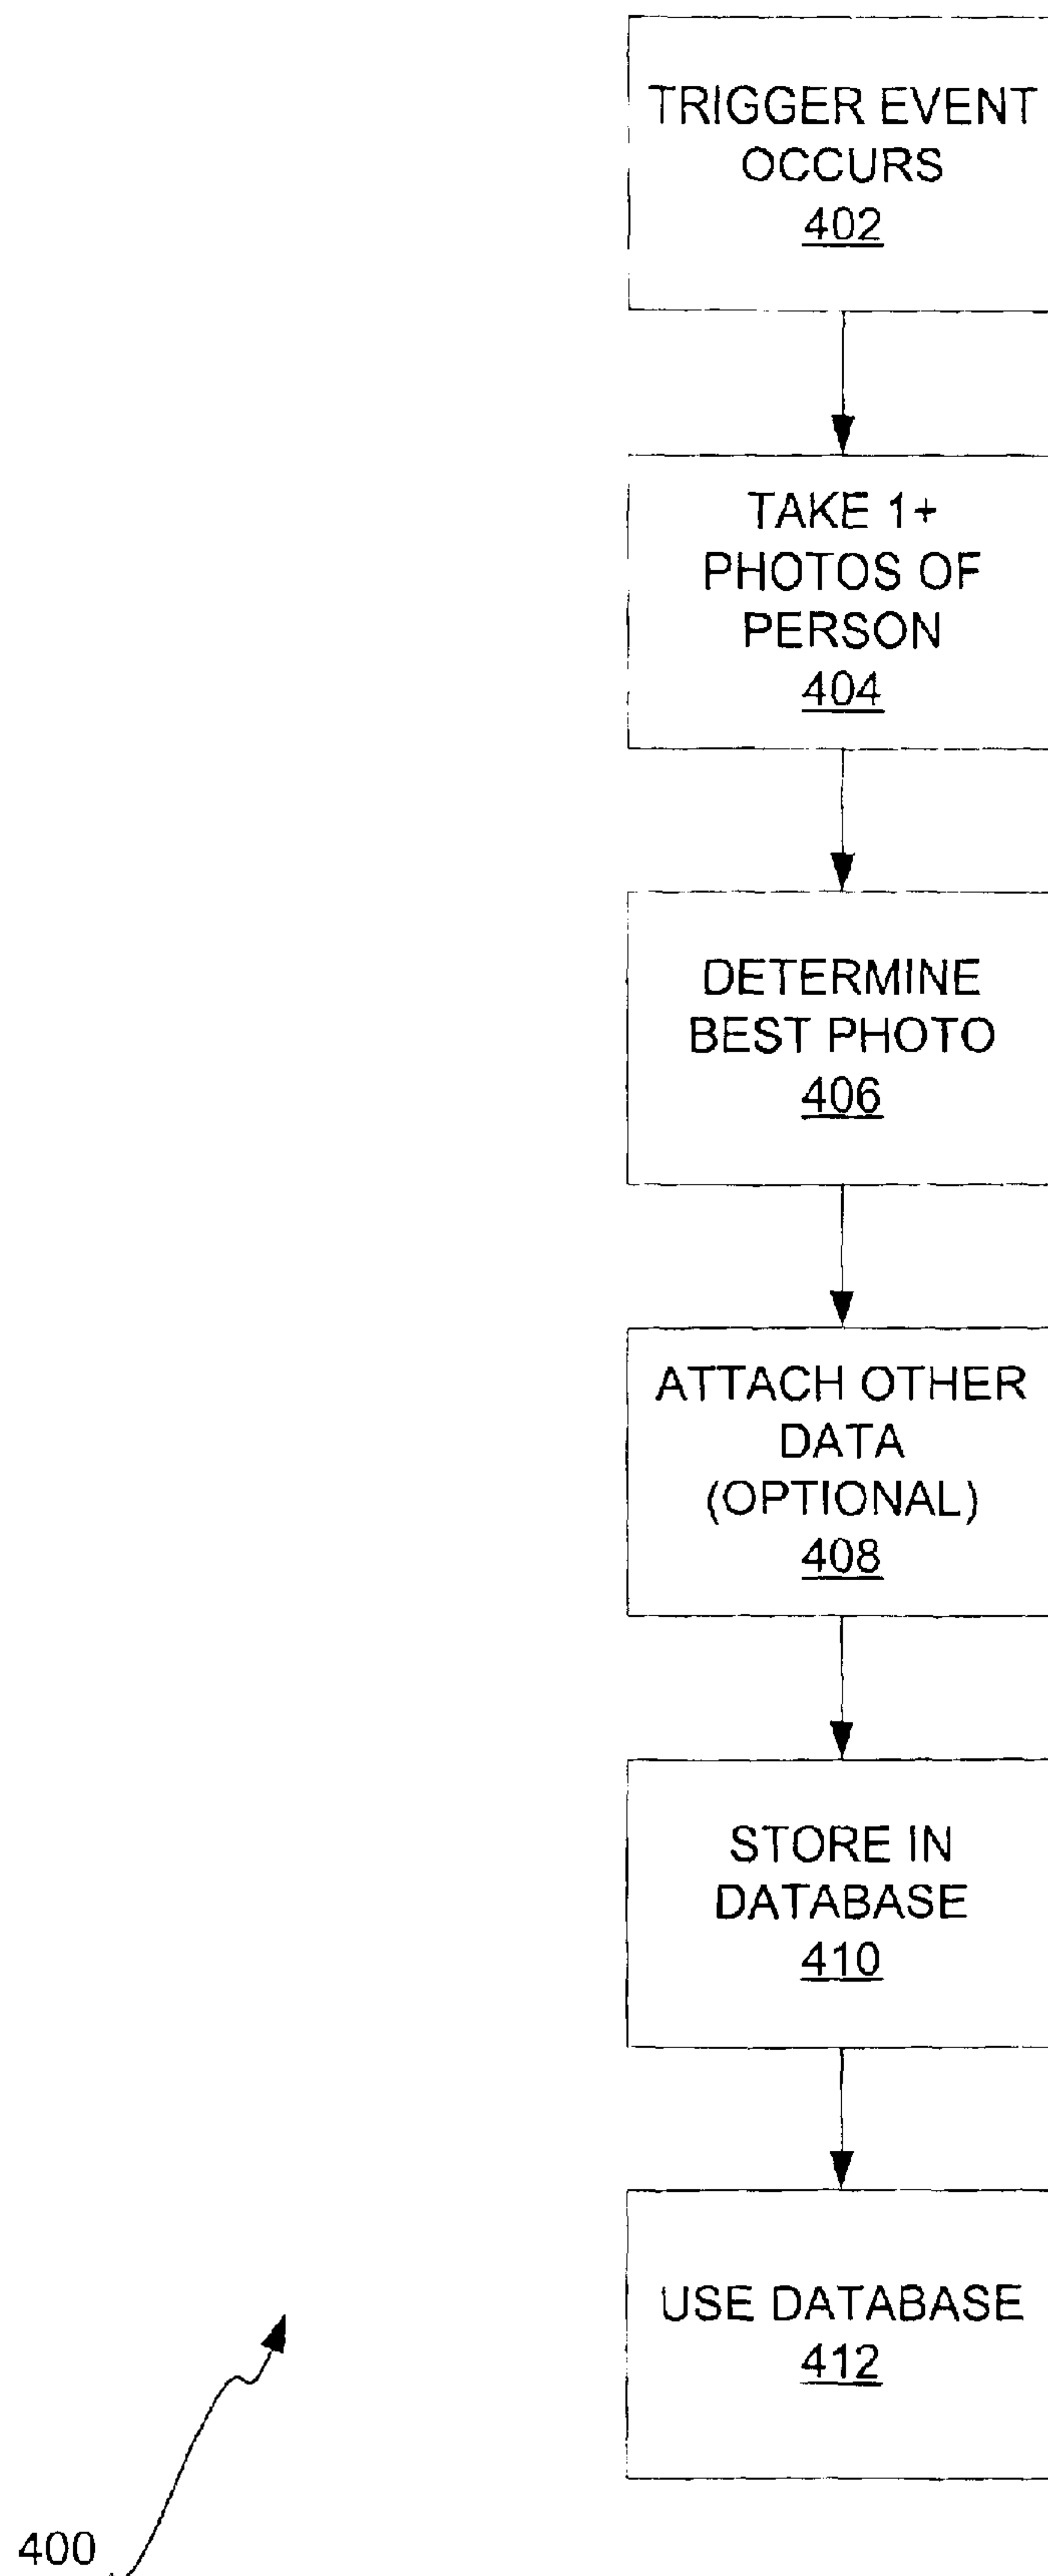 TRIGGER EVENT
OCCURS
402
TAKE 1+
PHOTOS OF
PERSON
404
DETERMINE
BEST PHOTO
406
ATTACH OTHER
DATA
(OPTIONAL)
408
STORE IN
DATABASE
410
USE DATABASE
412
400